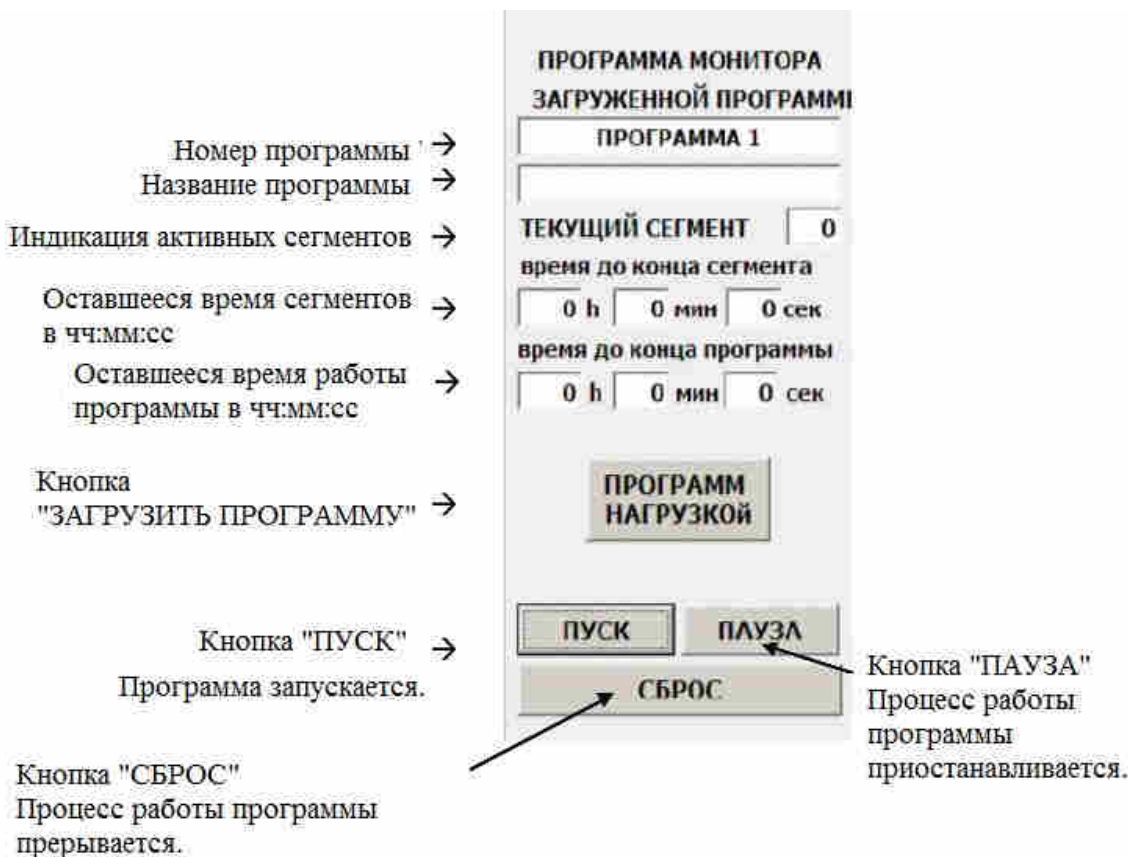 ПРОГРАММА МОНИТОРА
ЗАГРУЖЕННОЙ ПРОГРАММ
Номер программы →
ПРОГРАММА 1
Название программы →
Индикация активных сегментов →
ТЕКУЩИЙ СЕГМЕНТ 0
время до конца сегмента
Оставшееся время сегментов →
в чч:мм:сс
0 h 0 мин 0 сек
время до конца программы
Оставшееся время работы →
программы в чч:мм:сс
0 h 0 мин 0 сек
Кнопка
"ЗАГРУЗИТЬ ПРОГРАММУ" →
ПРОГРАММ
НАГРУЗКОЙ
Кнопка "ПУСК" →
Программа запускается.
ПУСК
ПАУЗА
СБРОС
Кнопка "ПАУЗА"
Процесс работы
программы
приостанавливается.
Кнопка "СБРОС"
Процесс работы программы
прерывается.